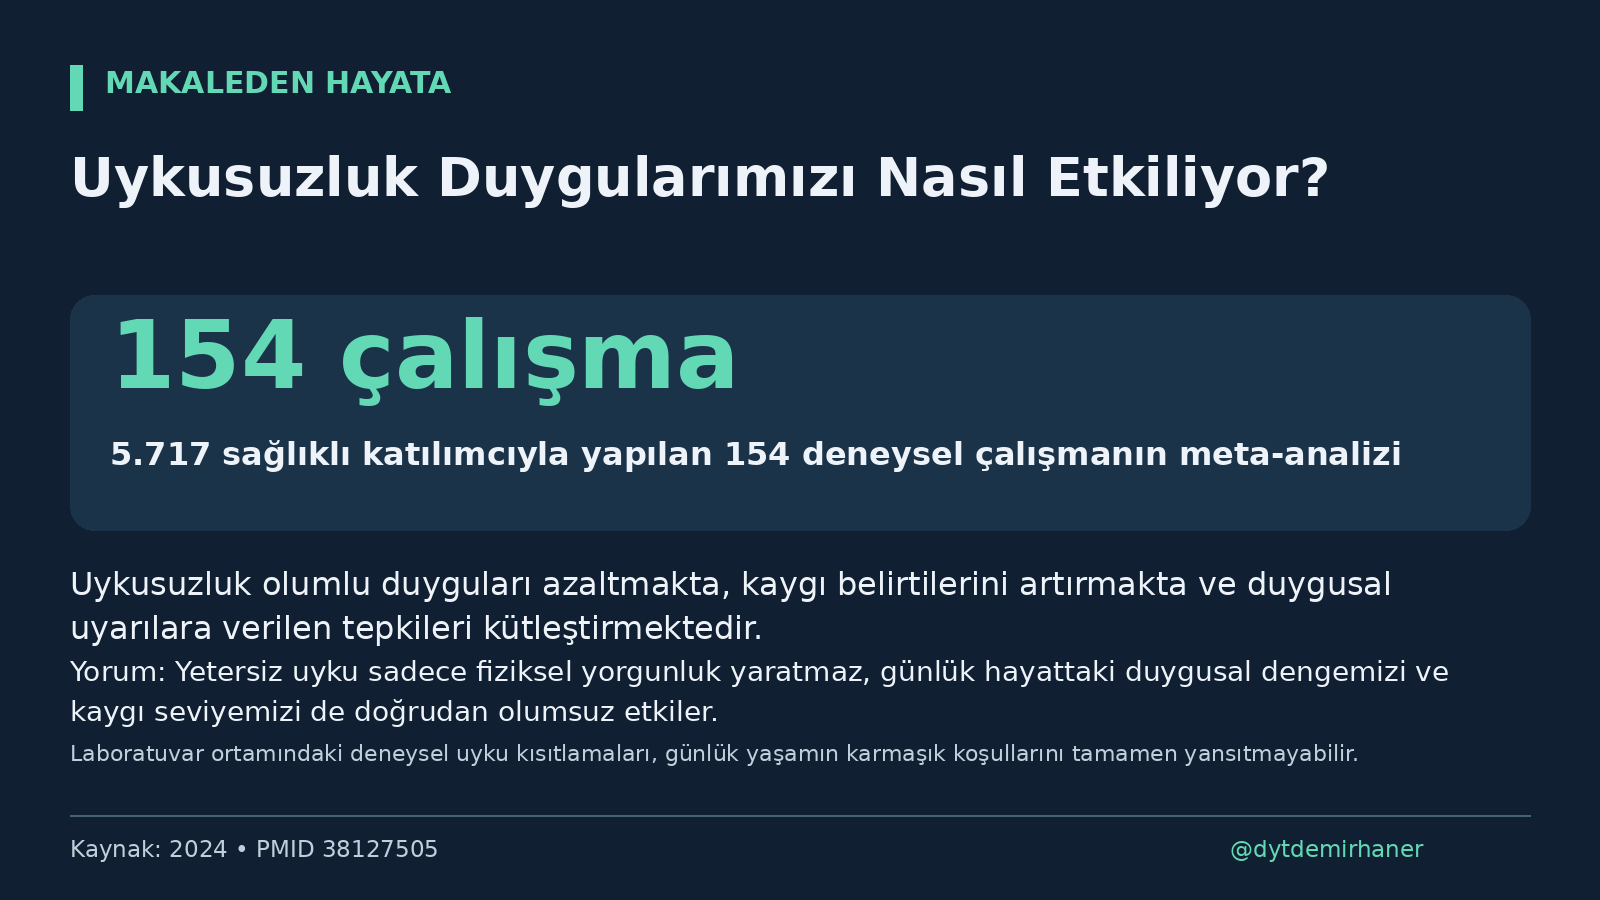 MAKALEDEN HAYATA
Uykusuzluk Duygularımızı Nasıl Etkiliyor?
154 çalışma
5.717 sağlıklı katılımcıyla yapılan 154 deneysel çalışmanın meta-analizi
Uykusuzluk olumlu duyguları azaltmakta, kaygı belirtilerini artırmakta ve duygusal
uyarılara verilen tepkileri kütleştirmektedir.
Yorum: Yetersiz uyku sadece fiziksel yorgunluk yaratmaz, günlük hayattaki duygusal dengemizi ve
kaygı seviyemizi de doğrudan olumsuz etkiler.
Laboratuvar ortamındaki deneysel uyku kısıtlamaları, günlük yaşamın karmaşık koşullarını tamamen yansıtmayabilir.
Kaynak: 2024 • PMID 38127505
@dytdemirhaner